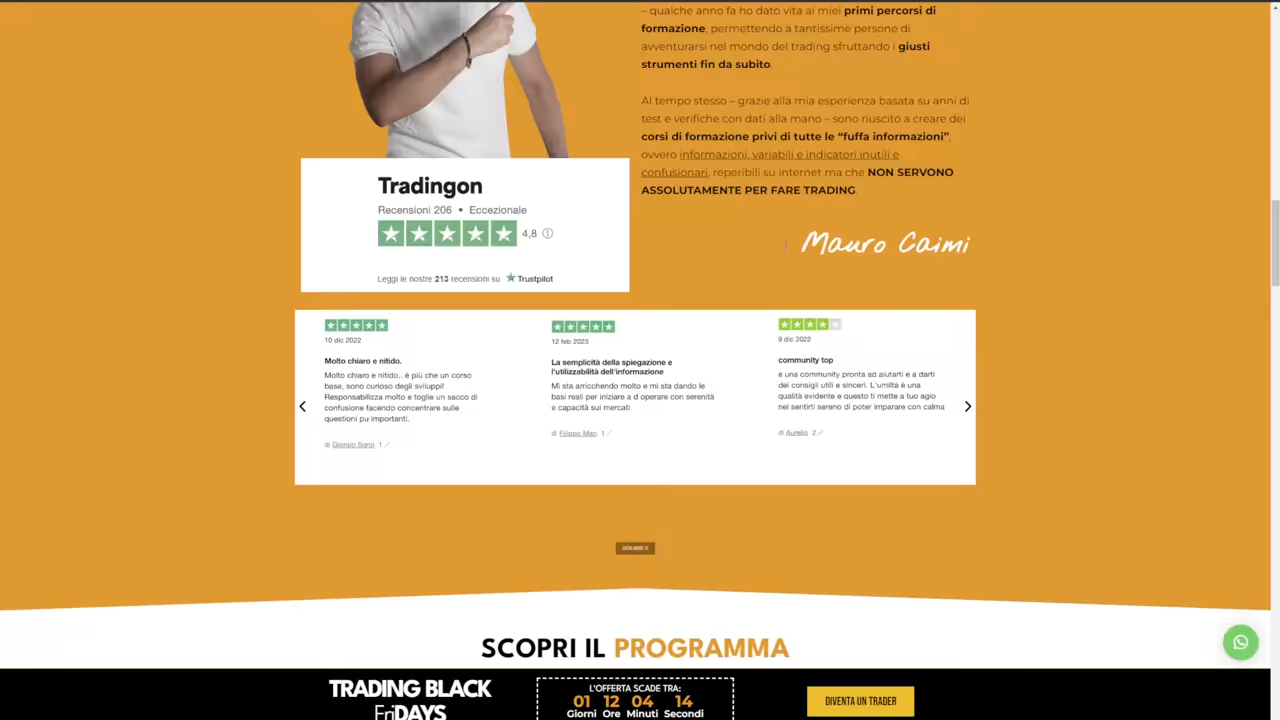 – qualche anno fa ho dato vita ai miei primi percorsi di
formazione, permettendo a tantissime persone di
avventurarsi nel mondo del trading sfruttando i giusti
strumenti fin da subito.
Al tempo stesso – grazie alla mia esperienza basata su anni di
test e verifiche con dati alla mano – sono riuscito a creare dei
corsi di formazione privi di tutte le “fuffa informazioni”,
ovvero informazioni, variabili e indicatori inutili e
confusionari, reperibili su internet ma che NON SERVONO
ASSOLUTAMENTE PER FARE TRADING.
Mauro Caimi
Tradingon
Recensioni 206 • Eccezionale
4,8
Leggi le nostre 213 recensioni su Trustpilot
10 dic 2022
Molto chiaro e nitido.
Molto chiaro e nitido.. è più che un corso
base, sono curioso degli sviluppi!
Responsabilizza molto e toglie un sacco di
confusione facendo concentrare sulle
questioni pu importanti.
di Giorgio Sgroi 1
12 feb 2023
La semplicità della spiegazione e
l'utilizzabilità dell'informazione
Mi sta arricchendo molto e mi sta dando le
basi reali per iniziare a d operare con serenità
e capacità sui mercati
di Filippo Man 1
9 dic 2022
community top
e una community pronta ad aiutarti e a darti
dei consigli utili e sinceri. L'umiltà è una
qualità evidente e questo ti mette a tuo agio
nel sentirti sereno di poter imparare con calma
di Aurelio 2
SCOPRI IL PROGRAMMA
TRADING BLACK
FriDAYS
L'OFFERTA SCADE TRA:
01 12 04 14
Giorni Ore Minuti Secondi
DIVENTA UN TRADER